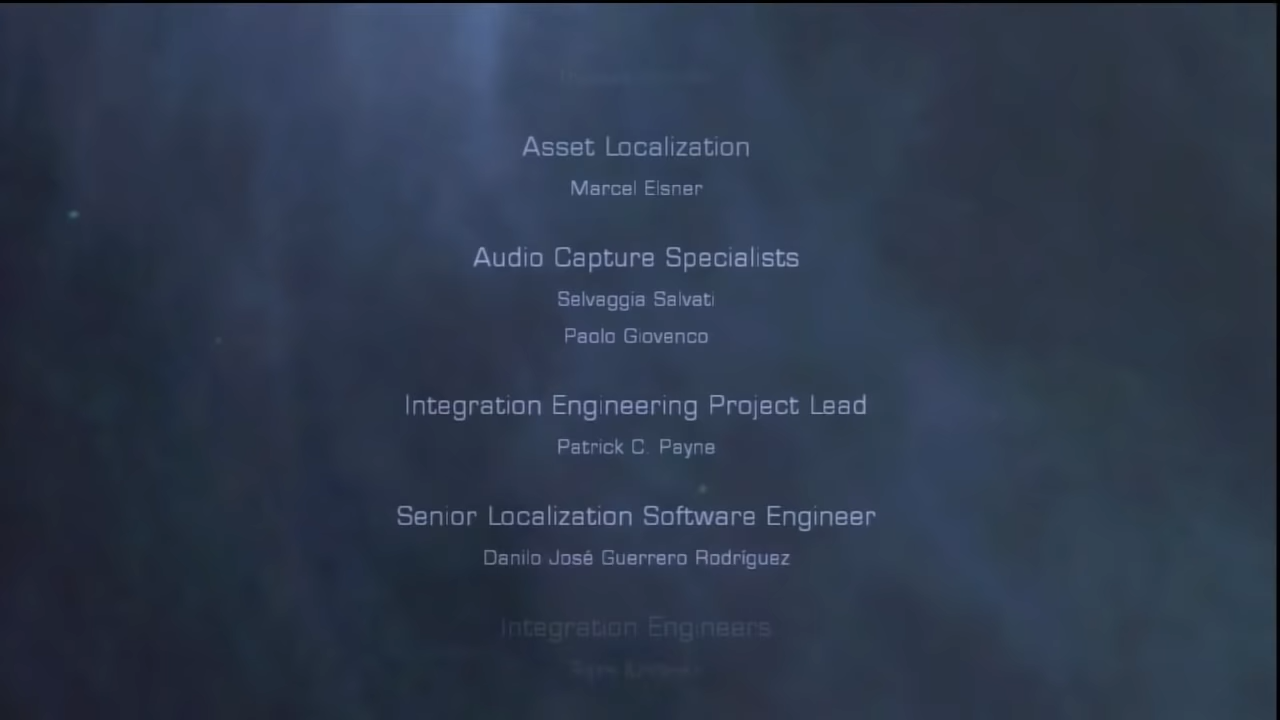 Asset Localization
Marcel Elsner
Audio Capture Specialists
Selvaggia Salvati
Paolo Giovenco
Integration Engineering Project Lead
Patrick C. Payne
Senior Localization Software Engineer
Danilo José Guerrero Rodríguez
Integration Engineers